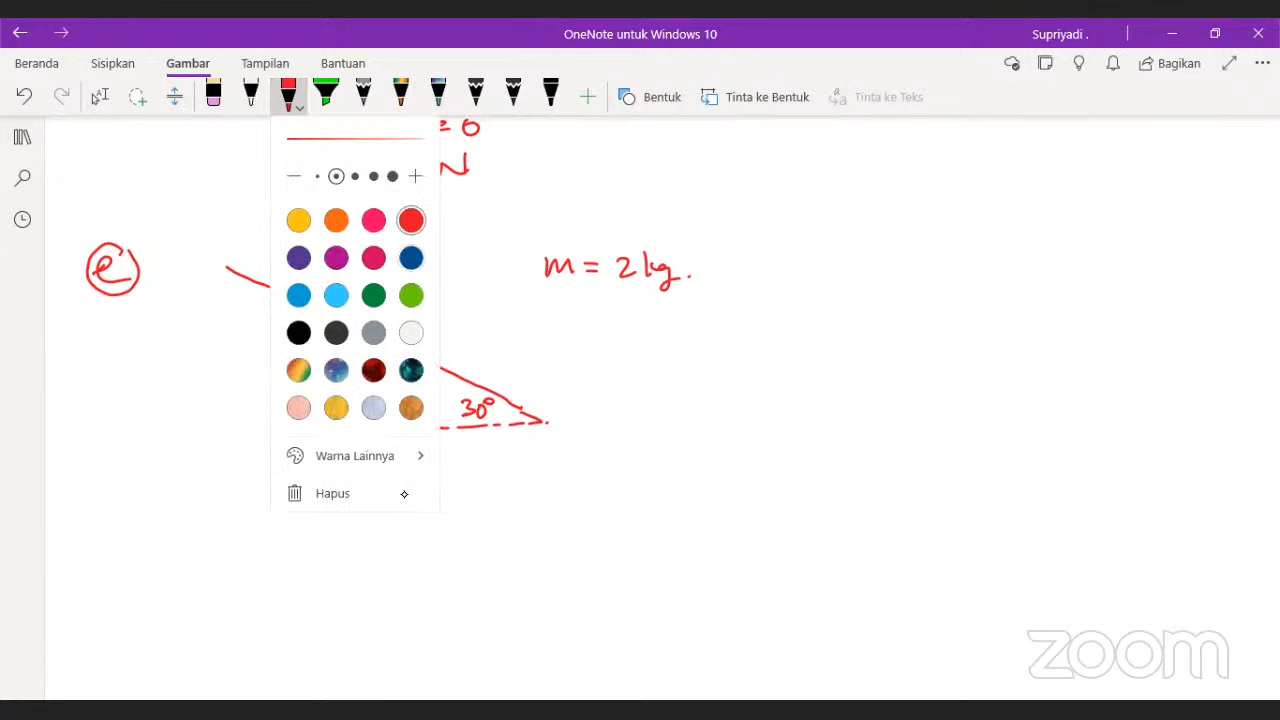 OneNote untuk Windows 10
Supriyadi .
Beranda
Sisipkan
Gambar
Tampilan
Bantuan
Bagikan
Bentuk
Tinta ke Bentuk
Tinta ke Teks
= 0
N
e
m = 2 kg.
30°
Warna Lainnya
Hapus
zoom